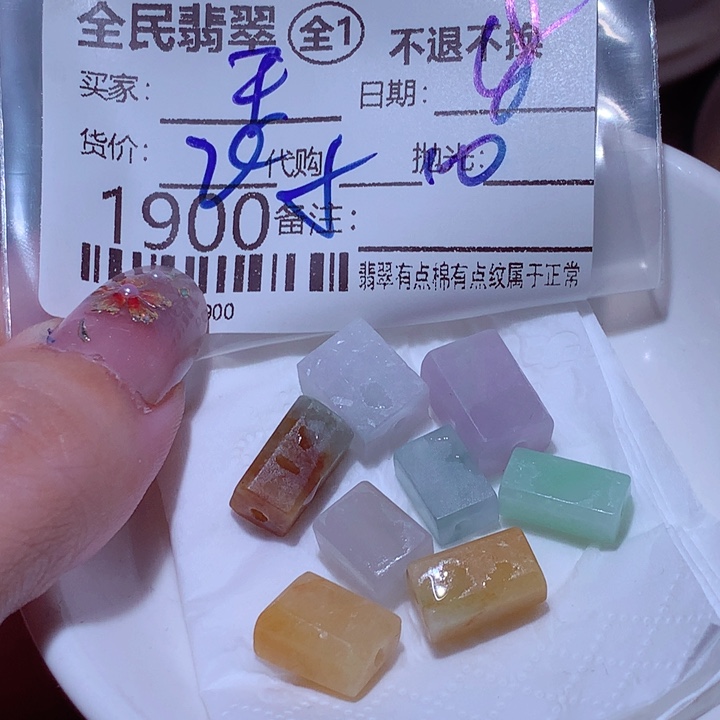 全民翡翠 全1 不退不换
买家: 日期:
货价: 代购 抛光:
1900 备注:
翡翠有点棉有点纹属于正常
900